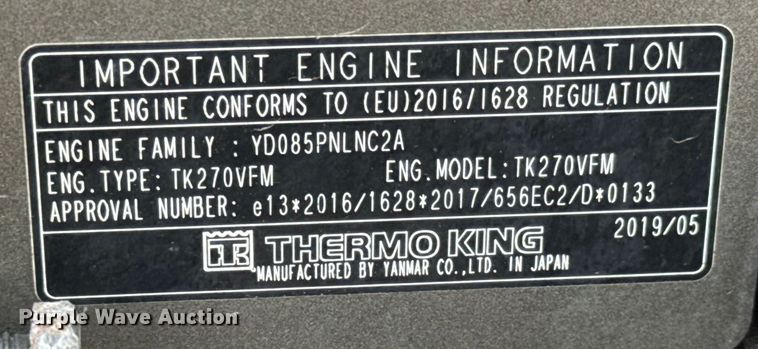 IMPORTANT ENGINE INFORMATION
THIS ENGINE CONFORMS TO (EU)2016/1628 REGULATION
ENGINE FAMILY : YD085PNLNC2A
ENG.TYPE: TK270VFM ENG.MODEL:TK270VFM
APPROVAL NUMBER: e13*2016/1628*2017/656EC2/D*0133
2019/05
TK THERMO KING
MANUFACTURED BY YANMAR CO.,LTD. IN JAPAN
Purple Wave Auction